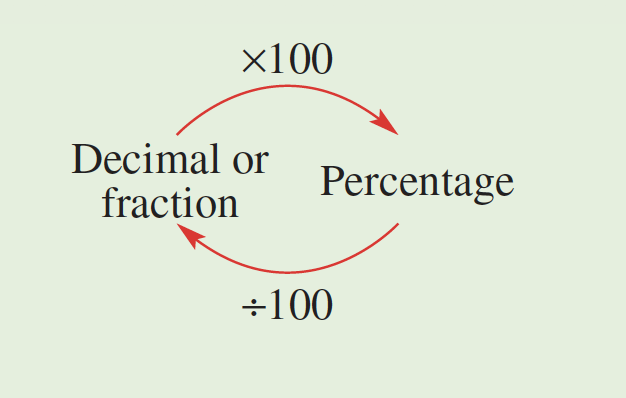 ×100
Decimal or
fraction
Percentage
÷100